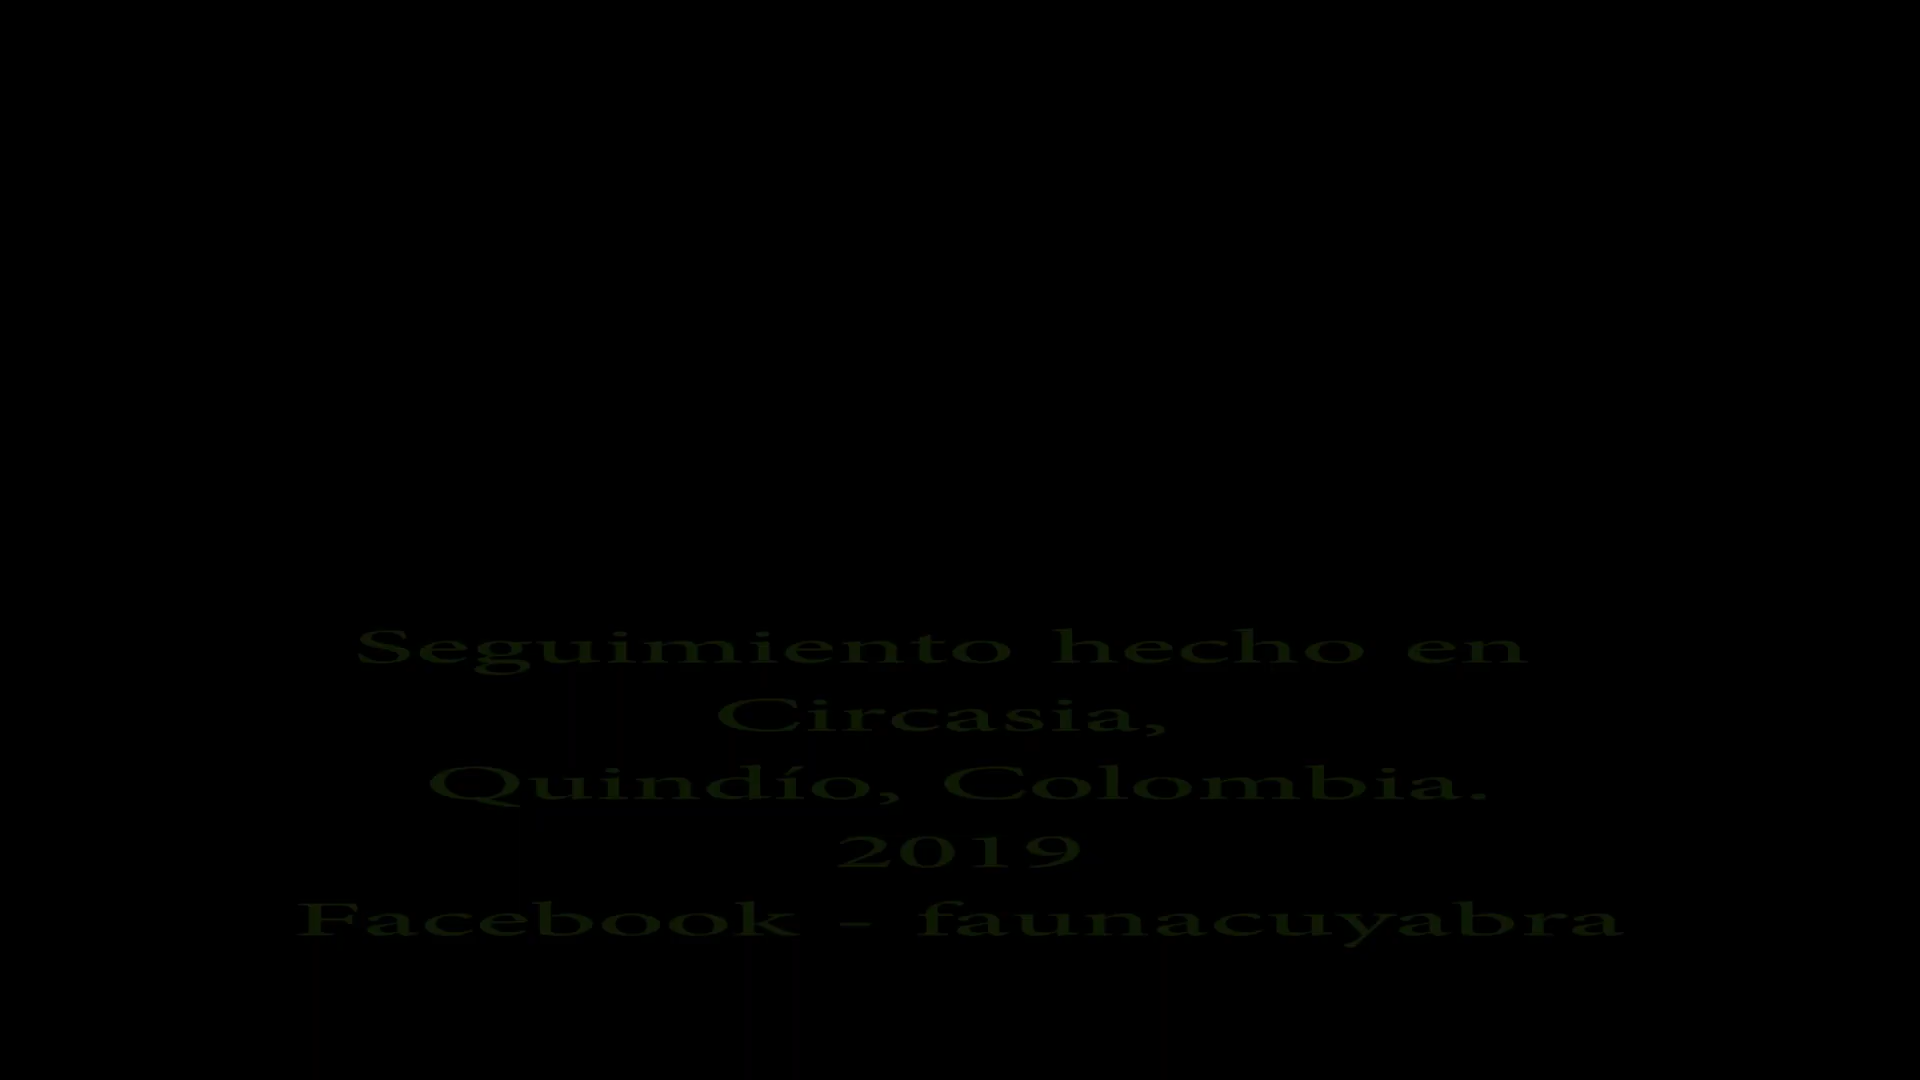 Seguimiento hecho en
Circasia,
Quindío, Colombia.
2019
Facebook - faunacuyabra